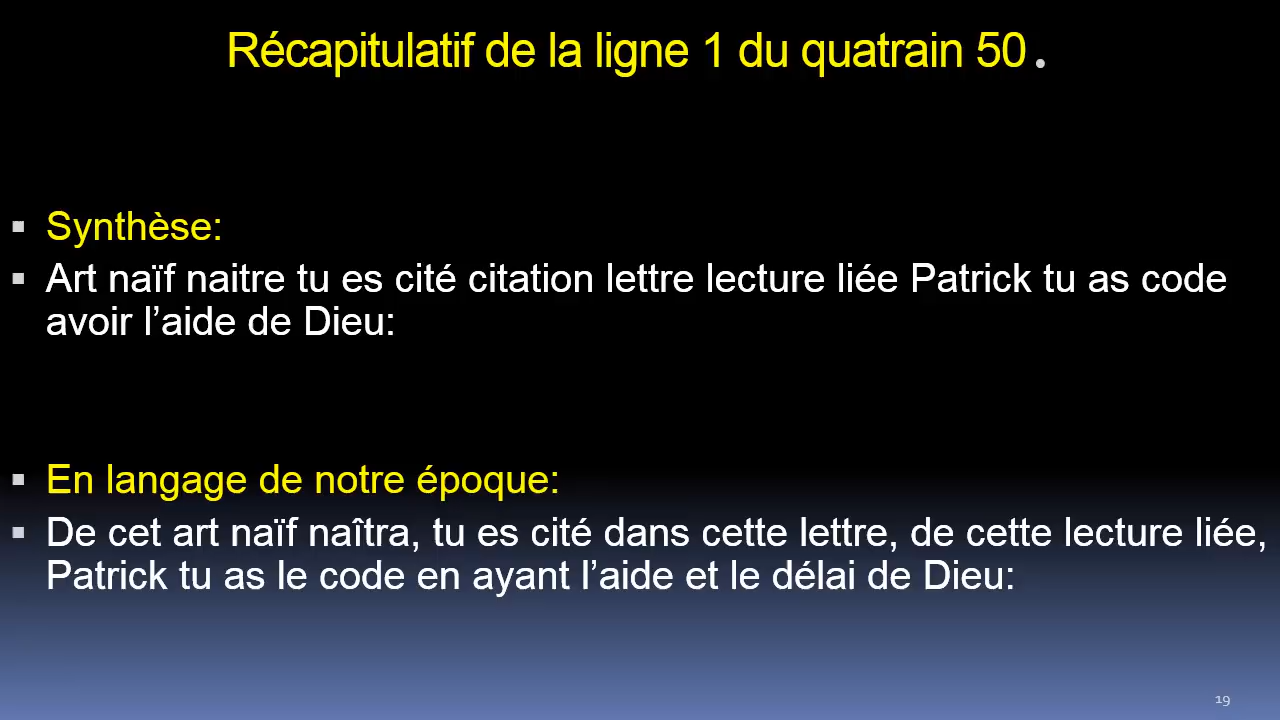 Récapitulatif de la ligne 1 du quatrain 50.
Synthèse:
Art naïf naitre tu es cité citation lettre lecture liée Patrick tu as code
avoir l’aide de Dieu:
En langage de notre époque:
De cet art naïf naîtra, tu es cité dans cette lettre, de cette lecture liée,
Patrick tu as le code en ayant l’aide et le délai de Dieu:
19